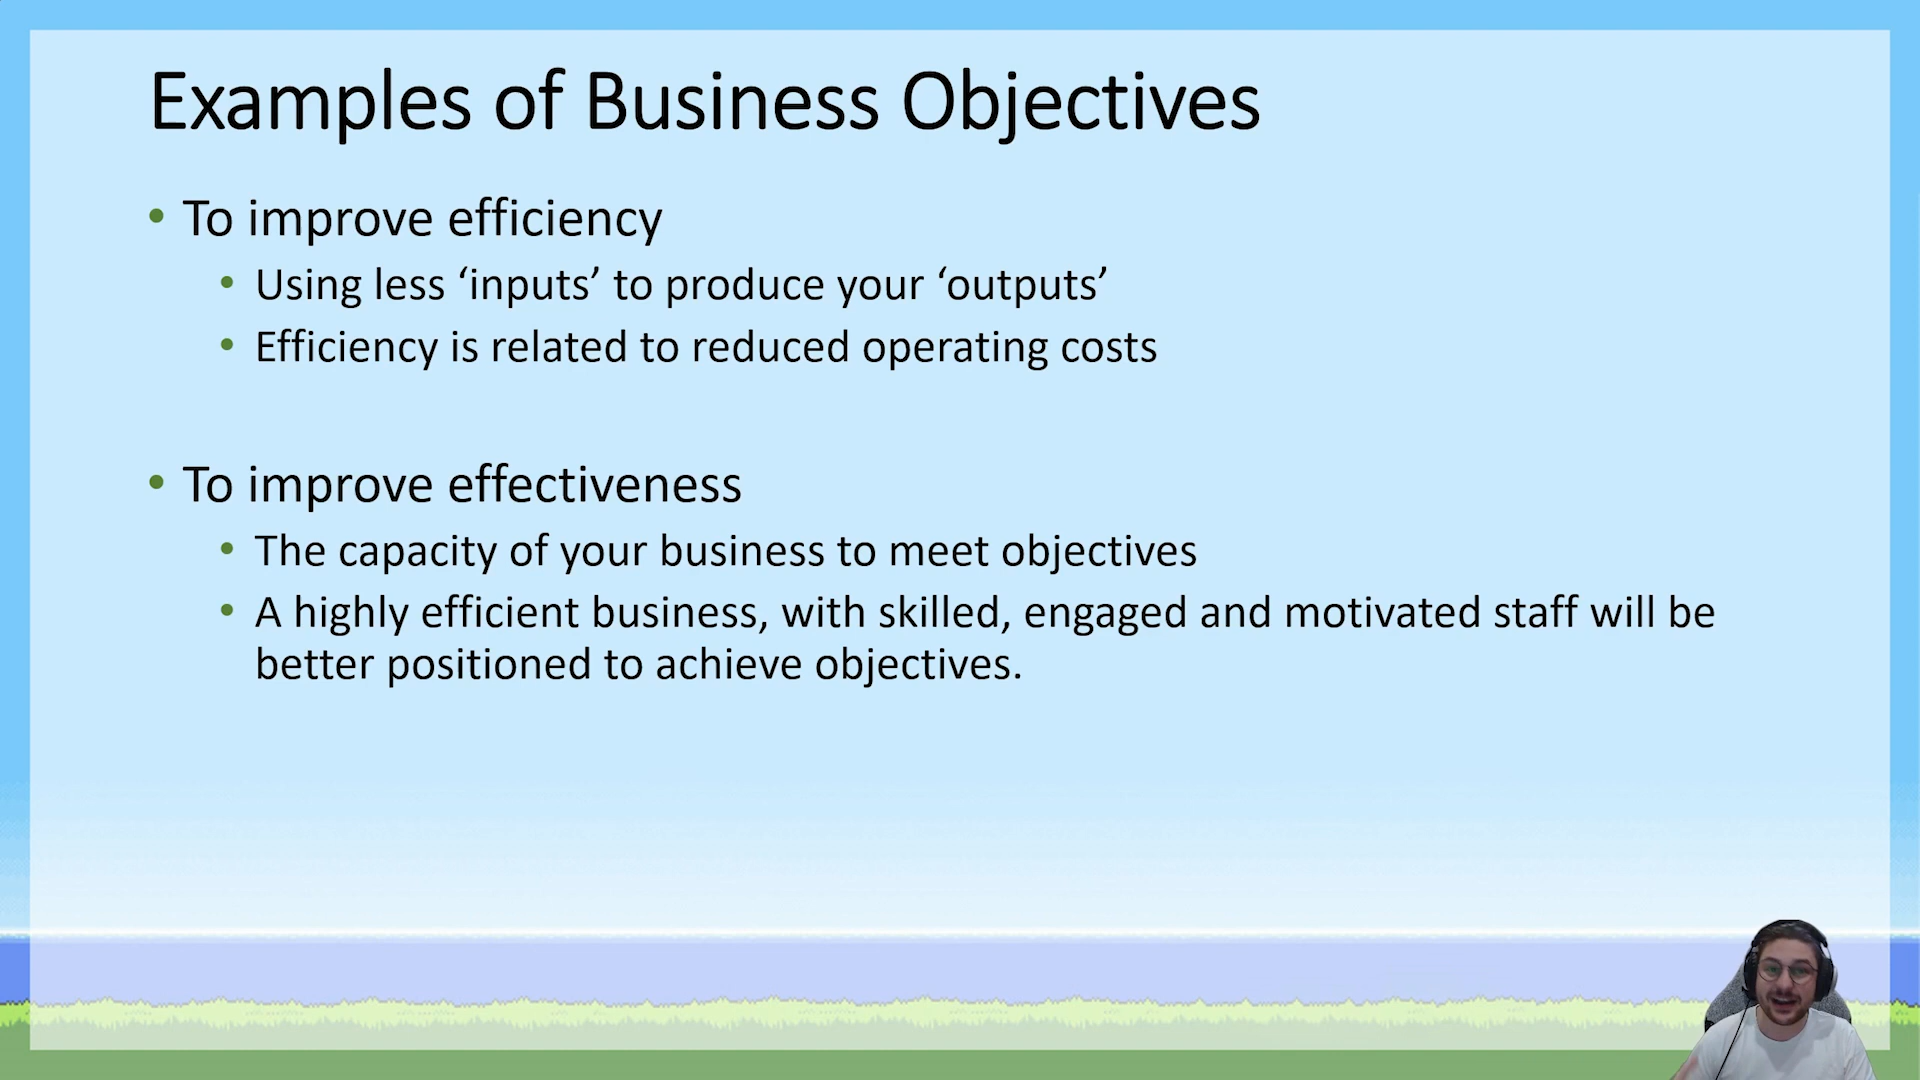 Examples of Business Objectives
• To improve efficiency
• Using less ‘inputs’ to produce your ‘outputs’
• Efficiency is related to reduced operating costs
• To improve effectiveness
• The capacity of your business to meet objectives
• A highly efficient business, with skilled, engaged and motivated staff will be
better positioned to achieve objectives.